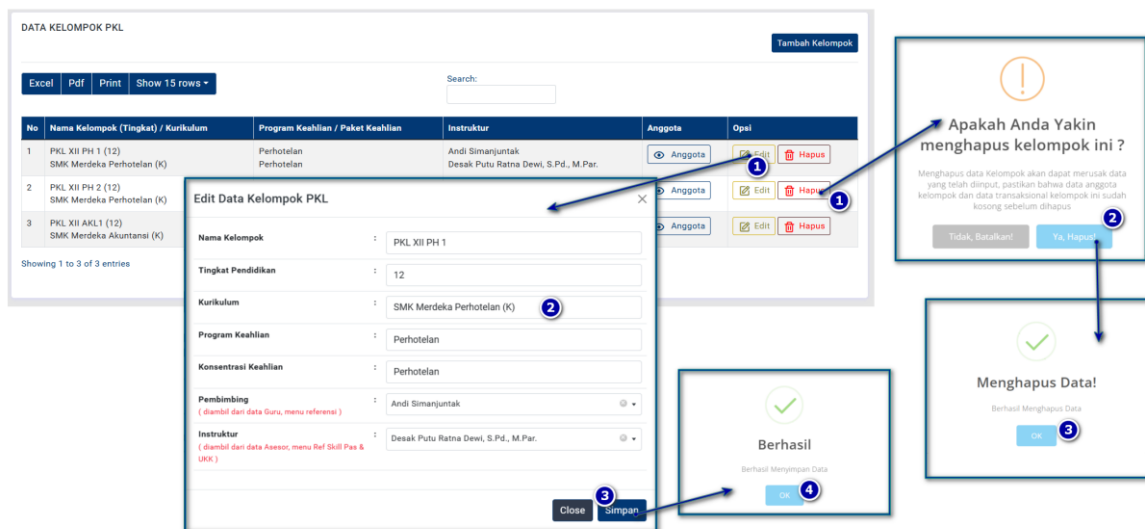 DATA KELOMPOK PKL
Tambah Kelompok
Excel Pdf Print Show 15 rows
Search:
No Nama Kelompok (Tingkat) / Kurikulum Program Keahlian / Paket Keahlian Instruktur Anggota Opsi
1 PKL XII PH 1 (12) Perhotelan Andi Simanjuntak Anggota Edit Hapus
SMK Merdeka Perhotelan (K) Perhotelan Desak Putu Ratna Dewi, S.Pd., M.Par.
1
2 PKL XII PH 2 (12) Anggota Edit Hapus
SMK Merdeka Perhotelan (K)
1
3 PKL XII AKL1 (12) Anggota Edit Hapus
SMK Merdeka Akuntansi (K)
Showing 1 to 3 of 3 entries
Edit Data Kelompok PKL ×
Nama Kelompok : PKL XII PH 1
Tingkat Pendidikan : 12
Kurikulum : SMK Merdeka Perhotelan (K) 2
Program Keahlian : Perhotelan
Konsentrasi Keahlian : Perhotelan
Pembimbing : Andi Simanjuntak
( diambil dari data Guru, menu referensi )
Instruktur : Desak Putu Ratna Dewi, S.Pd., M.Par.
( diambil dari data Asesor, menu Ref Skill Pas &
UKK )
3
Close Simpan
Apakah Anda Yakin
menghapus kelompok ini ?
Menghapus data Kelompok akan dapat merusak data
yang telah diinput, pastikan bahwa data anggota
kelompok dan data transaksional kelompok ini sudah
kosong sebelum dihapus
2
Tidak, Batalkan! Ya, Hapus!
Menghapus Data!
Berhasil Menghapus Data
OK 3
Berhasil
Berhasil Menyimpan Data
OK 4